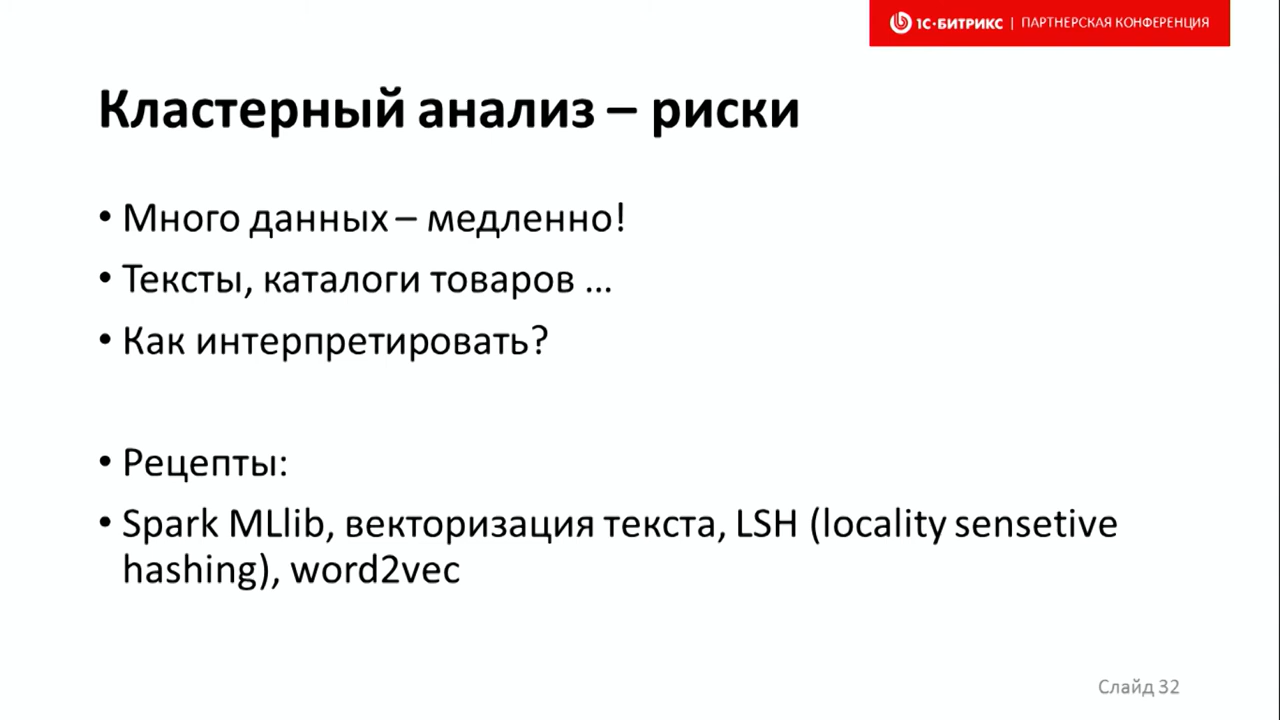 1С-БИТРИКС | ПАРТНЕРСКАЯ КОНФЕРЕНЦИЯ
Кластерный анализ – риски
• Много данных – медленно!
• Тексты, каталоги товаров ...
• Как интерпретировать?
• Рецепты:
• Spark MLlib, векторизация текста, LSH (locality sensetive
hashing), word2vec
Слайд 32